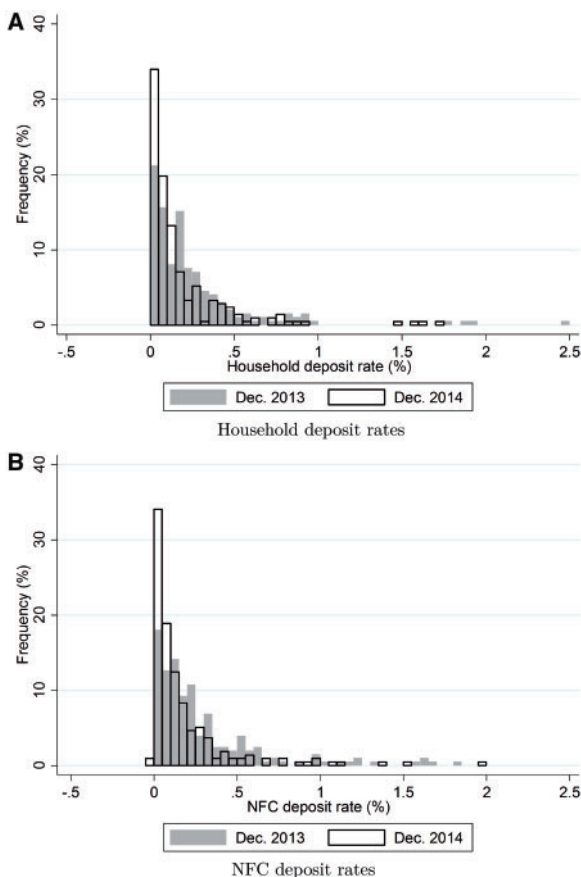 A
40
30
20
10
0
Frequency (%)
-.5 0 .5 1 1.5 2 2.5
Household deposit rate (%)
Dec. 2013 Dec. 2014
Household deposit rates
B
40
30
20
10
0
Frequency (%)
-.5 0 .5 1 1.5 2 2.5
NFC deposit rate (%)
Dec. 2013 Dec. 2014
NFC deposit rates